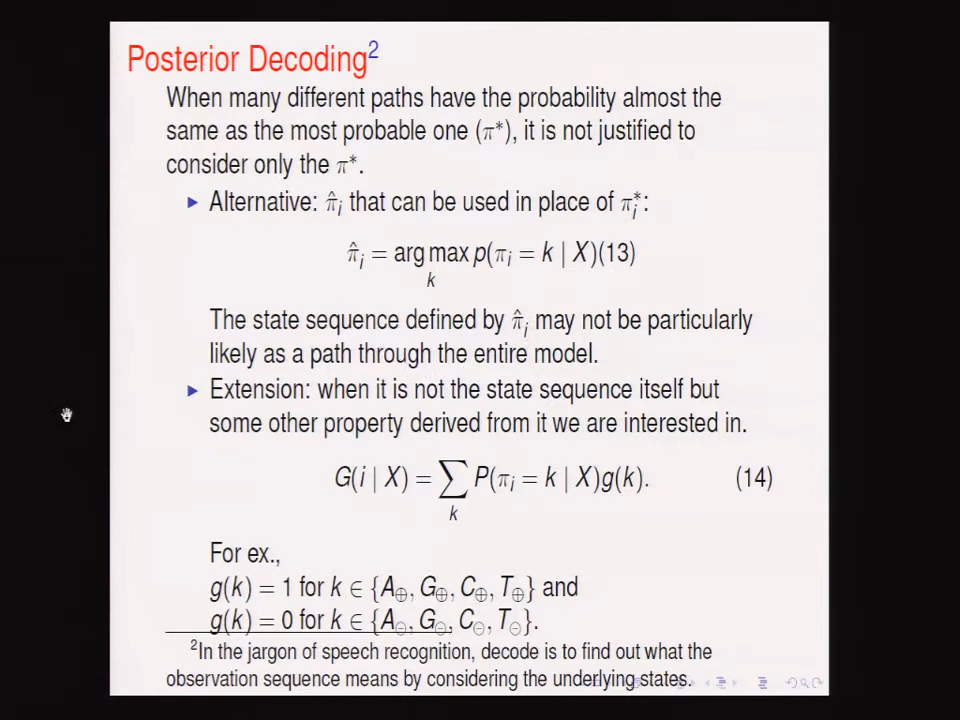 Posterior Decoding²
When many different paths have the probability almost the
same as the most probable one (π*), it is not justified to
consider only the π*.
▶ Alternative: π̂ᵢ that can be used in place of πᵢ*:
π̂ᵢ = arg max p(πᵢ = k | X)(13)
k
The state sequence defined by π̂ᵢ may not be particularly
likely as a path through the entire model.
▶ Extension: when it is not the state sequence itself but
some other property derived from it we are interested in.
G(i | X) = ∑ P(πᵢ = k | X)g(k). (14)
k
For ex.,
g(k) = 1 for k ∈ {A⊕, G⊕, C⊕, T⊕} and
g(k) = 0 for k ∈ {A⊖, G⊖, C⊖, T⊖}.
²In the jargon of speech recognition, decode is to find out what the
observation sequence means by considering the underlying states.